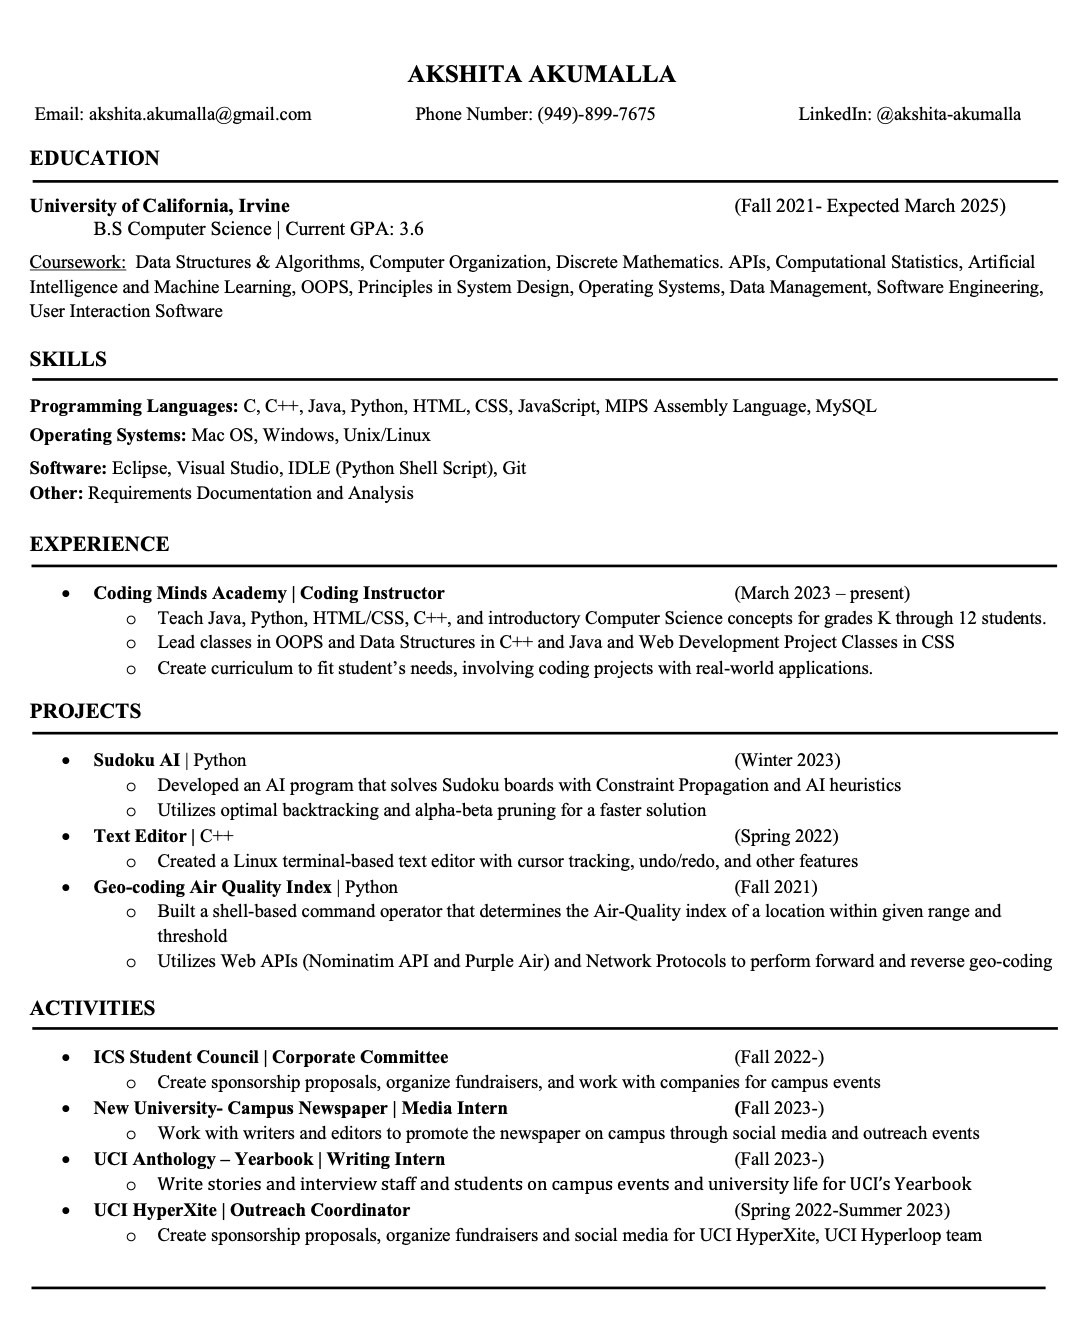 AKSHITA AKUMALLA
Email: akshita.akumalla@gmail.com Phone Number: (949)-899-7675 LinkedIn: @akshita-akumalla
EDUCATION
University of California, Irvine (Fall 2021- Expected March 2025)
B.S Computer Science | Current GPA: 3.6
Coursework: Data Structures & Algorithms, Computer Organization, Discrete Mathematics. APIs, Computational Statistics, Artificial
Intelligence and Machine Learning, OOPS, Principles in System Design, Operating Systems, Data Management, Software Engineering,
User Interaction Software
SKILLS
Programming Languages: C, C++, Java, Python, HTML, CSS, JavaScript, MIPS Assembly Language, MySQL
Operating Systems: Mac OS, Windows, Unix/Linux
Software: Eclipse, Visual Studio, IDLE (Python Shell Script), Git
Other: Requirements Documentation and Analysis
EXPERIENCE
• Coding Minds Academy | Coding Instructor (March 2023 – present)
o Teach Java, Python, HTML/CSS, C++, and introductory Computer Science concepts for grades K through 12 students.
o Lead classes in OOPS and Data Structures in C++ and Java and Web Development Project Classes in CSS
o Create curriculum to fit student’s needs, involving coding projects with real-world applications.
PROJECTS
• Sudoku AI | Python (Winter 2023)
o Developed an AI program that solves Sudoku boards with Constraint Propagation and AI heuristics
o Utilizes optimal backtracking and alpha-beta pruning for a faster solution
• Text Editor | C++ (Spring 2022)
o Created a Linux terminal-based text editor with cursor tracking, undo/redo, and other features
• Geo-coding Air Quality Index | Python (Fall 2021)
o Built a shell-based command operator that determines the Air-Quality index of a location within given range and
threshold
o Utilizes Web APIs (Nominatim API and Purple Air) and Network Protocols to perform forward and reverse geo-coding
ACTIVITIES
• ICS Student Council | Corporate Committee (Fall 2022-)
o Create sponsorship proposals, organize fundraisers, and work with companies for campus events
• New University- Campus Newspaper | Media Intern (Fall 2023-)
o Work with writers and editors to promote the newspaper on campus through social media and outreach events
• UCI Anthology – Yearbook | Writing Intern (Fall 2023-)
o Write stories and interview staff and students on campus events and university life for UCI’s Yearbook
• UCI HyperXite | Outreach Coordinator (Spring 2022-Summer 2023)
o Create sponsorship proposals, organize fundraisers and social media for UCI HyperXite, UCI Hyperloop team